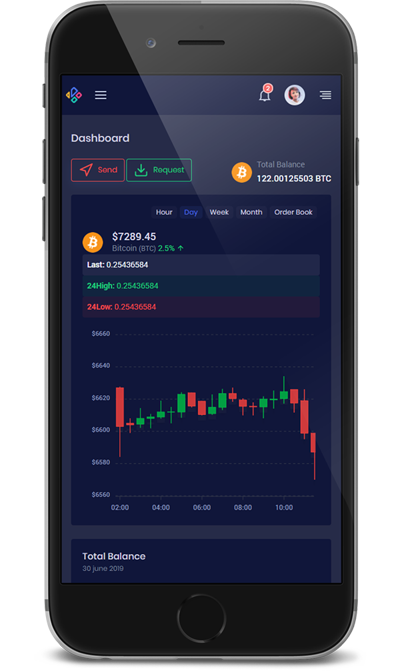 2
Dashboard
Send
Request
Total Balance
122.00125503 BTC
Hour Day Week Month Order Book
$7289.45
Bitcoin (BTC) 2.5%
Last: 0.25436584
24High: 0.25436584
24Low: 0.25436584
$6660
$6640
$6620
$6600
$6580
$6560
02:00 04:00 06:00 08:00 10:00
Total Balance
30 june 2019